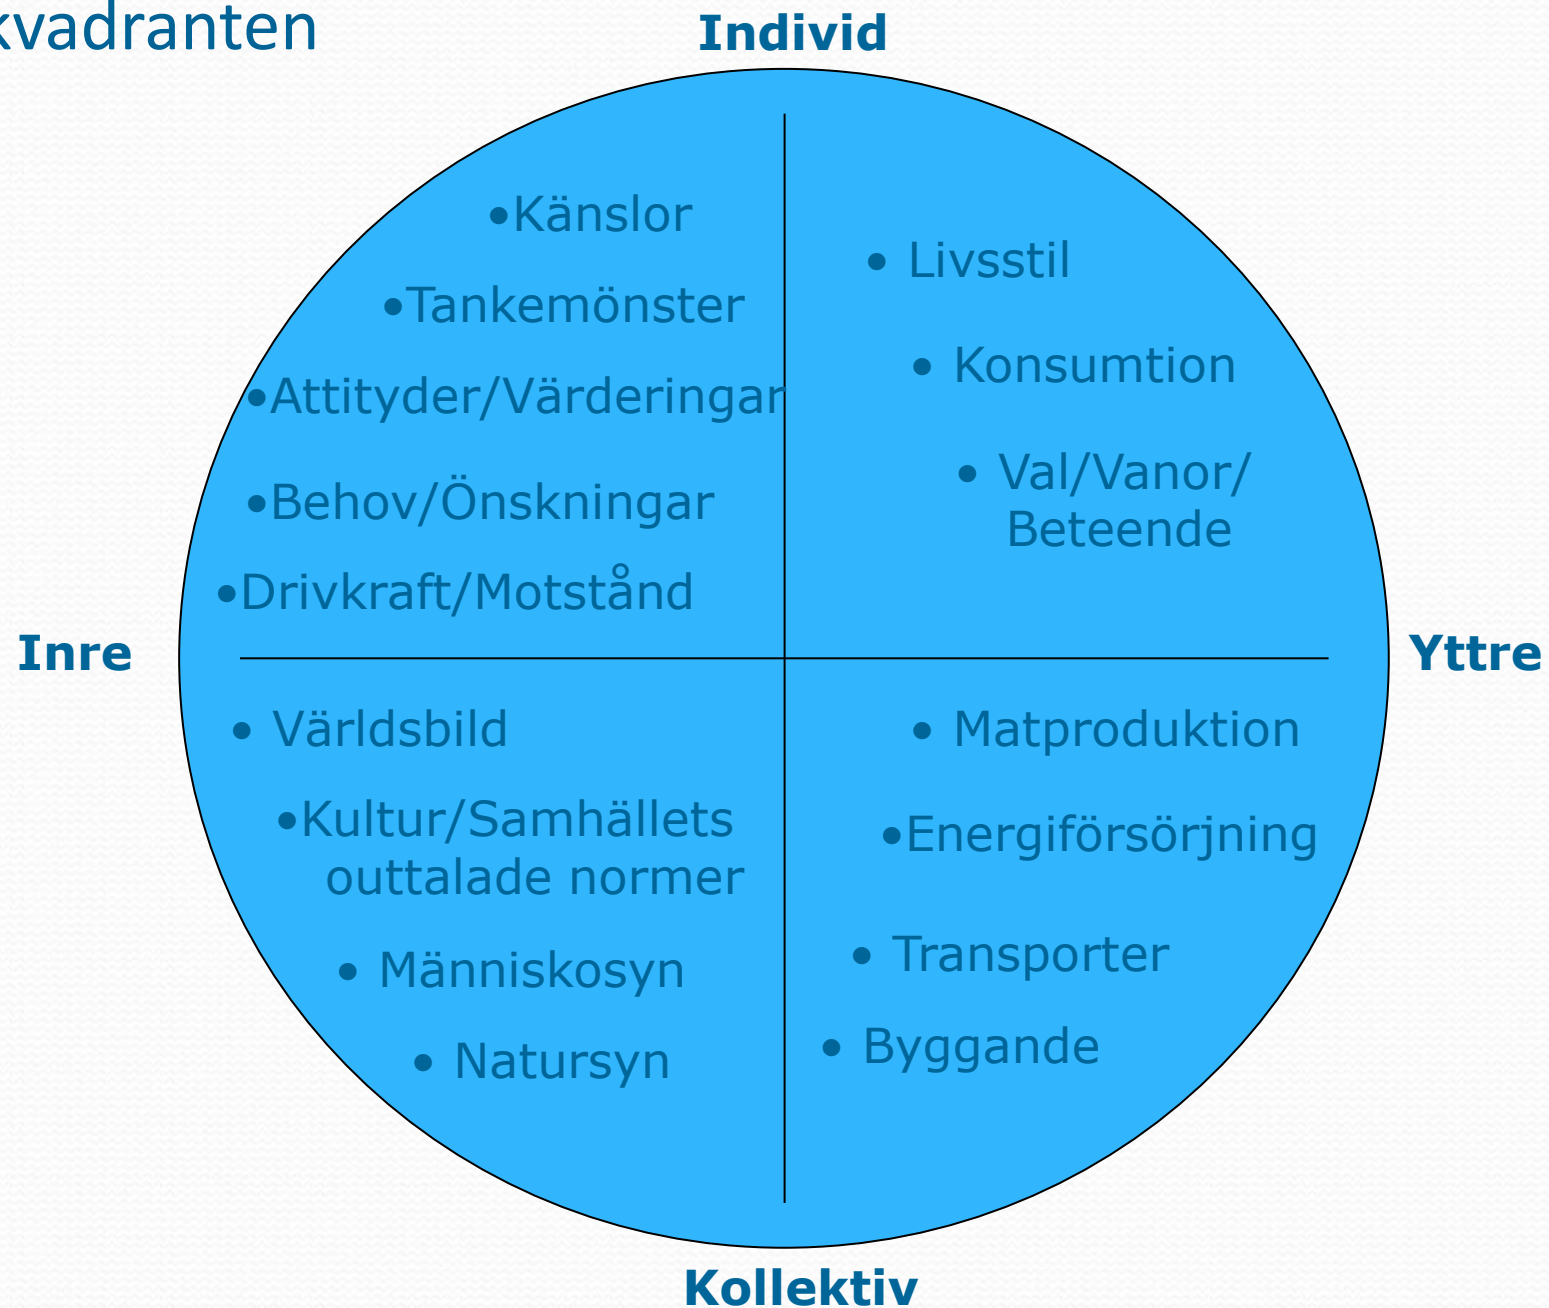 kvadranten
Individ
•Känslor
•Tankemönster
•Attityder/Värderingar
•Behov/Önskningar
•Drivkraft/Motstånd
• Livsstil
• Konsumtion
• Val/Vanor/
Beteende
Inre
Yttre
• Världsbild
•Kultur/Samhällets
outtalade normer
• Människosyn
• Natursyn
• Matproduktion
•Energiförsörjning
• Transporter
• Byggande
Kollektiv